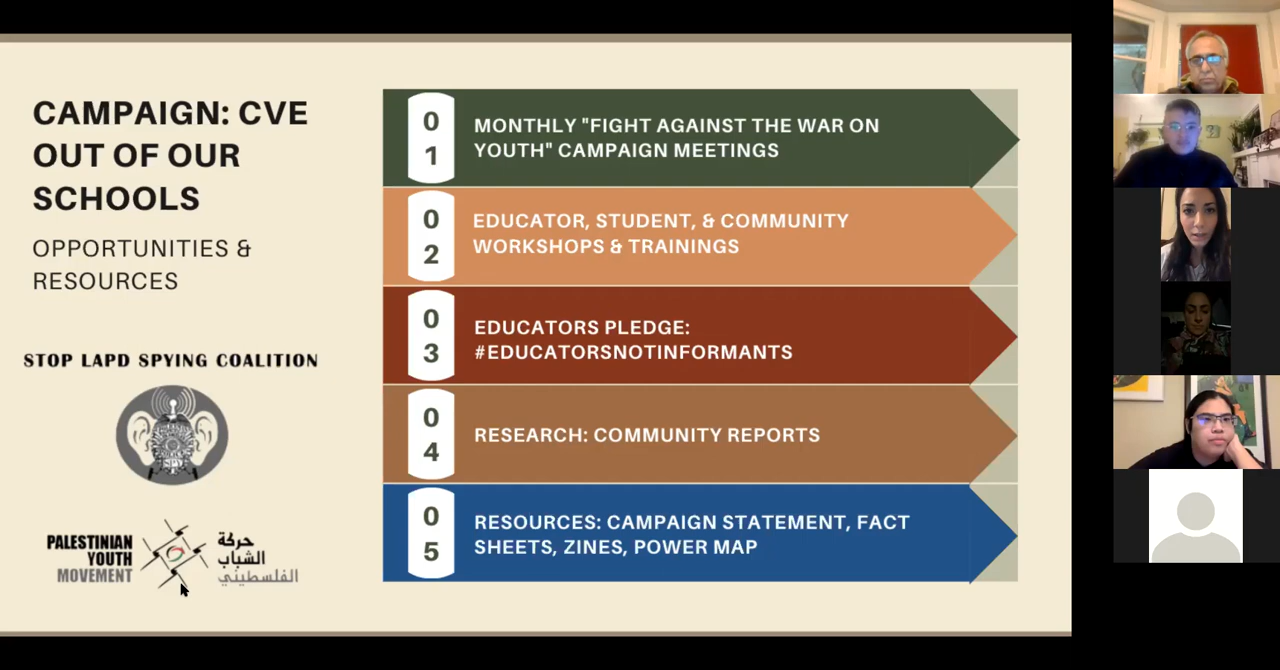 CAMPAIGN: CVE
OUT OF OUR
SCHOOLS
OPPORTUNITIES &
RESOURCES
STOP LAPD SPYING COALITION
PALESTINIAN
YOUTH
MOVEMENT
حركة
الشباب
الفلسطيني
01
MONTHLY "FIGHT AGAINST THE WAR ON
YOUTH" CAMPAIGN MEETINGS
02
EDUCATOR, STUDENT, & COMMUNITY
WORKSHOPS & TRAININGS
03
EDUCATORS PLEDGE:
#EDUCATORSNOTINFORMANTS
04
RESEARCH: COMMUNITY REPORTS
05
RESOURCES: CAMPAIGN STATEMENT, FACT
SHEETS, ZINES, POWER MAP